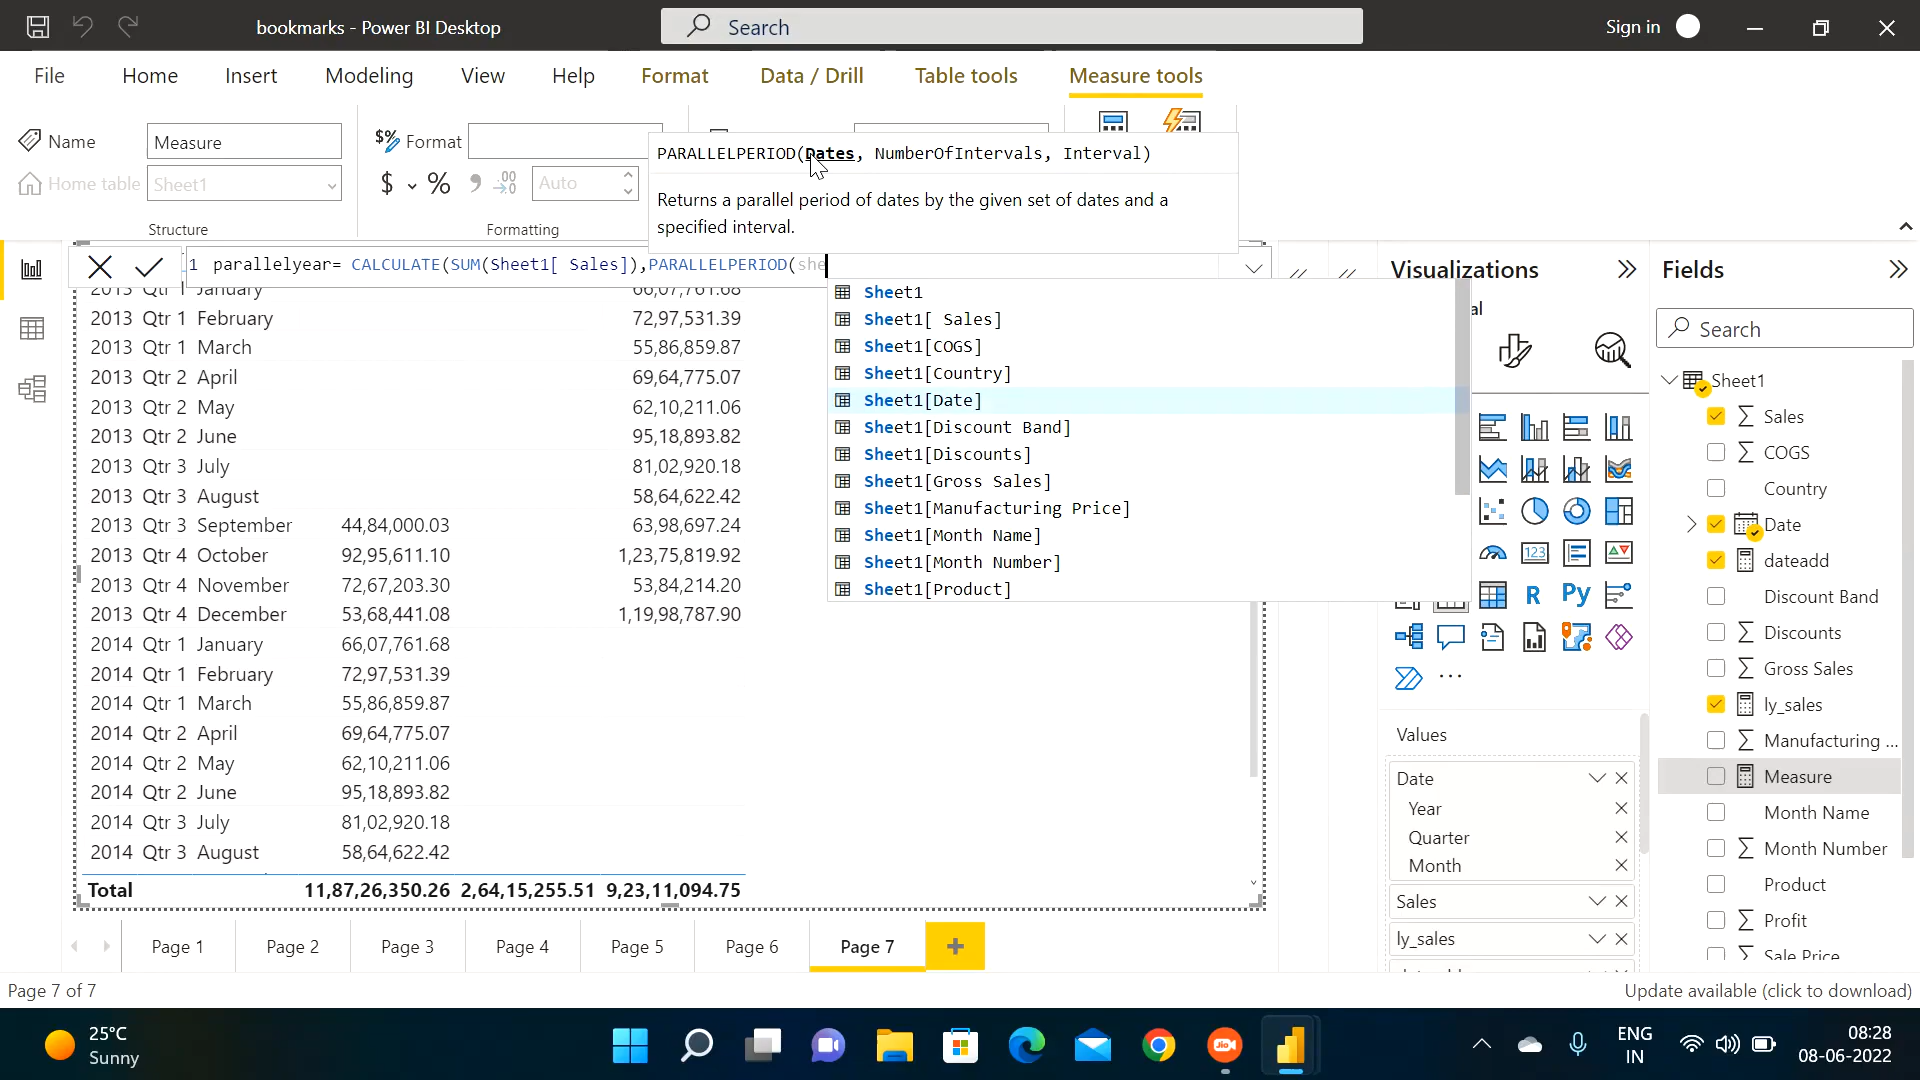 bookmarks - Power BI Desktop
Search
Sign in
File Home Insert Modeling View Help Format Data / Drill Table tools Measure tools
Name Measure
Home table Sheet1
Structure
$% Format
$ % 9 .00 Auto
Formatting
PARALLELPERIOD(Dates, NumberOfIntervals, Interval)
Returns a parallel period of dates by the given set of dates and a
specified interval.
1 parallelyear= CALCULATE(SUM(Sheet1[ Sales]),PARALLELPERIOD(she
Sheet1
Sheet1[ Sales]
Sheet1[COGS]
Sheet1[Country]
Sheet1[Date]
Sheet1[Discount Band]
Sheet1[Discounts]
Sheet1[Gross Sales]
Sheet1[Manufacturing Price]
Sheet1[Month Name]
Sheet1[Month Number]
Sheet1[Product]
2013 Qtr 1 January 66,07,761.68
2013 Qtr 1 February 72,97,531.39
2013 Qtr 1 March 55,86,859.87
2013 Qtr 2 April 69,64,775.07
2013 Qtr 2 May 62,10,211.06
2013 Qtr 2 June 95,18,893.82
2013 Qtr 3 July 81,02,920.18
2013 Qtr 3 August 58,64,622.42
2013 Qtr 3 September 44,84,000.03 63,98,697.24
2013 Qtr 4 October 92,95,611.10 1,23,75,819.92
2013 Qtr 4 November 72,67,203.30 53,84,214.20
2013 Qtr 4 December 53,68,441.08 1,19,98,787.90
2014 Qtr 1 January 66,07,761.68
2014 Qtr 1 February 72,97,531.39
2014 Qtr 1 March 55,86,859.87
2014 Qtr 2 April 69,64,775.07
2014 Qtr 2 May 62,10,211.06
2014 Qtr 2 June 95,18,893.82
2014 Qtr 3 July 81,02,920.18
2014 Qtr 3 August 58,64,622.42
Total 11,87,26,350.26 2,64,15,255.51 9,23,11,094.75
Visualizations
al
123
R Py
Values
Date
Year
Quarter
Month
Sales
ly_sales
Fields
Search
Sheet1
Sales
COGS
Country
Date
dateadd
Discount Band
Discounts
Gross Sales
ly_sales
Manufacturing ...
Measure
Month Name
Month Number
Product
Profit
Sale Price
Page 1 Page 2 Page 3 Page 4 Page 5 Page 6 Page 7 +
Page 7 of 7
Update available (click to download)
25°C
Sunny
Jio
ENG
IN
08:28
08-06-2022